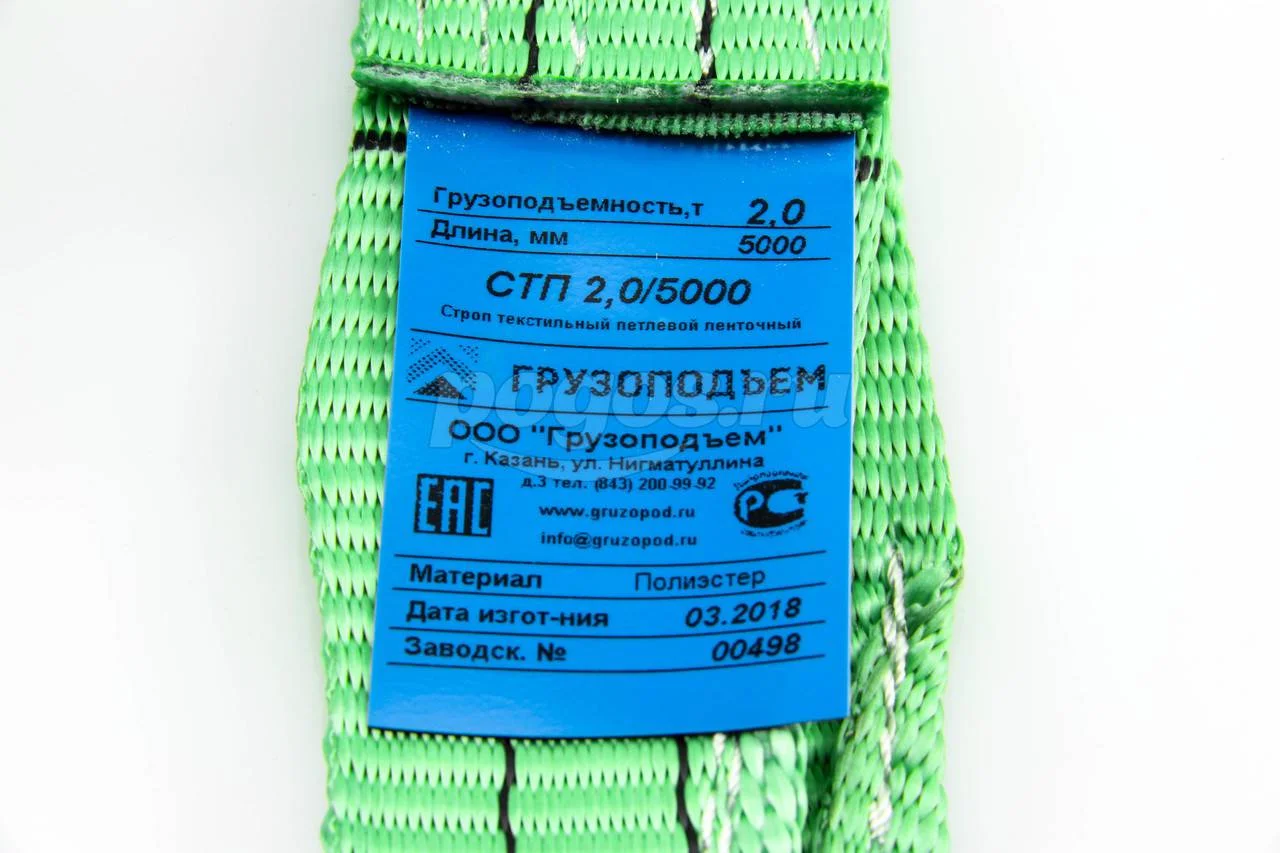 Грузоподъемность,т 2,0
Длина, мм 5000
СТП 2,0/5000
Строп текстильный петлевой ленточный
ГРУЗОПОДЪЕМ
pogos.ru
ООО "Грузоподъем"
г. Казань, ул. Нигматуллина
д.3 тел. (843) 200-99-92
EAC
www.gruzopod.ru
РСТ
info@gruzopod.ru
Материал Полиэстер
Дата изгот-ния 03.2018
Заводск. № 00498